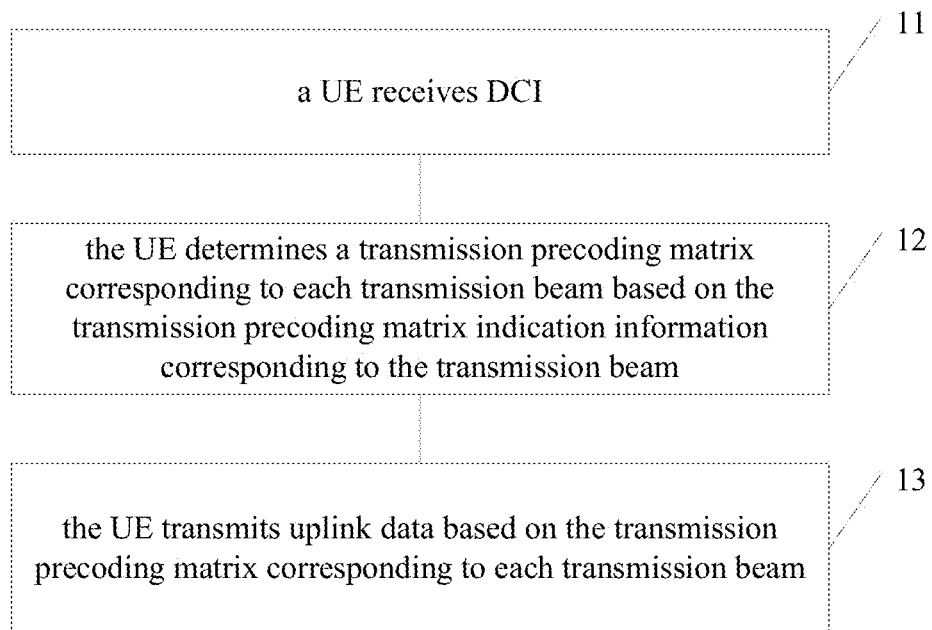 11
a UE receives DCI
12
the UE determines a transmission precoding matrix
corresponding to each transmission beam based on the
transmission precoding matrix indication information
corresponding to the transmission beam
13
the UE transmits uplink data based on the transmission
precoding matrix corresponding to each transmission beam